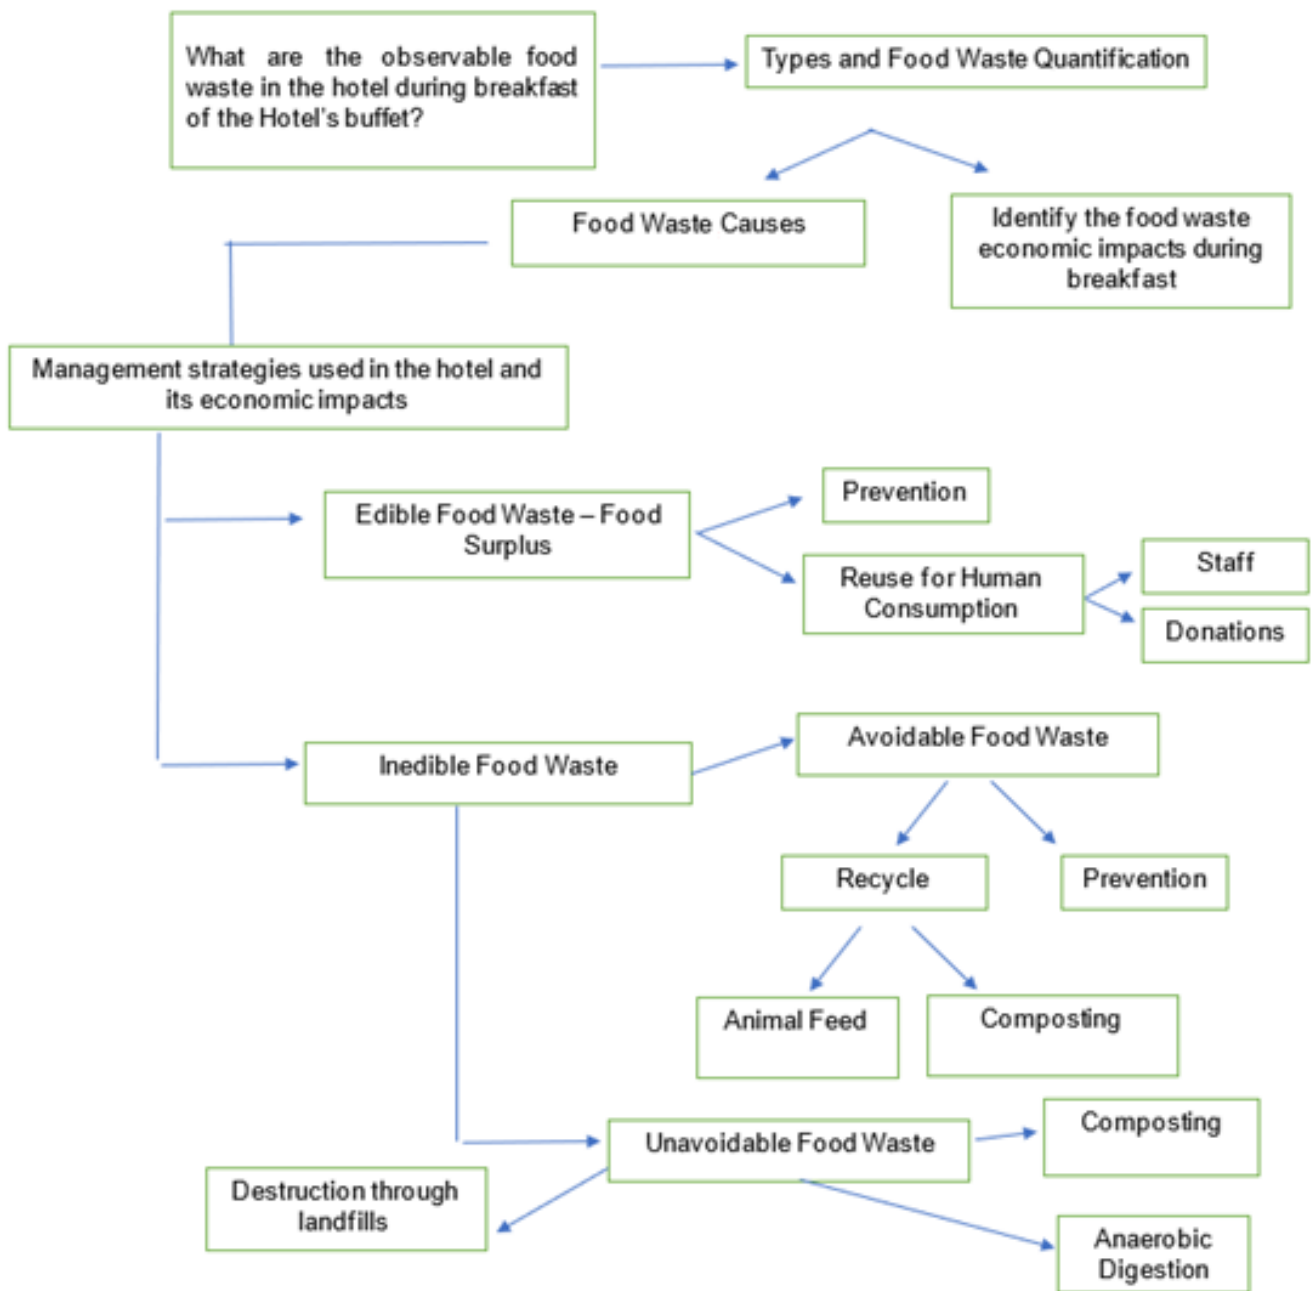 What are the observable food
waste in the hotel during breakfast
of the Hotel's buffet?
Types and Food Waste Quantification
Food Waste Causes
Identify the food waste
economic impacts during
breakfast
Management strategies used in the hotel and
its economic impacts
Edible Food Waste – Food
Surplus
Prevention
Reuse for Human
Consumption
Staff
Donations
Inedible Food Waste
Avoidable Food Waste
Recycle
Prevention
Animal Feed
Composting
Unavoidable Food Waste
Composting
Destruction through
landfills
Anaerobic
Digestion